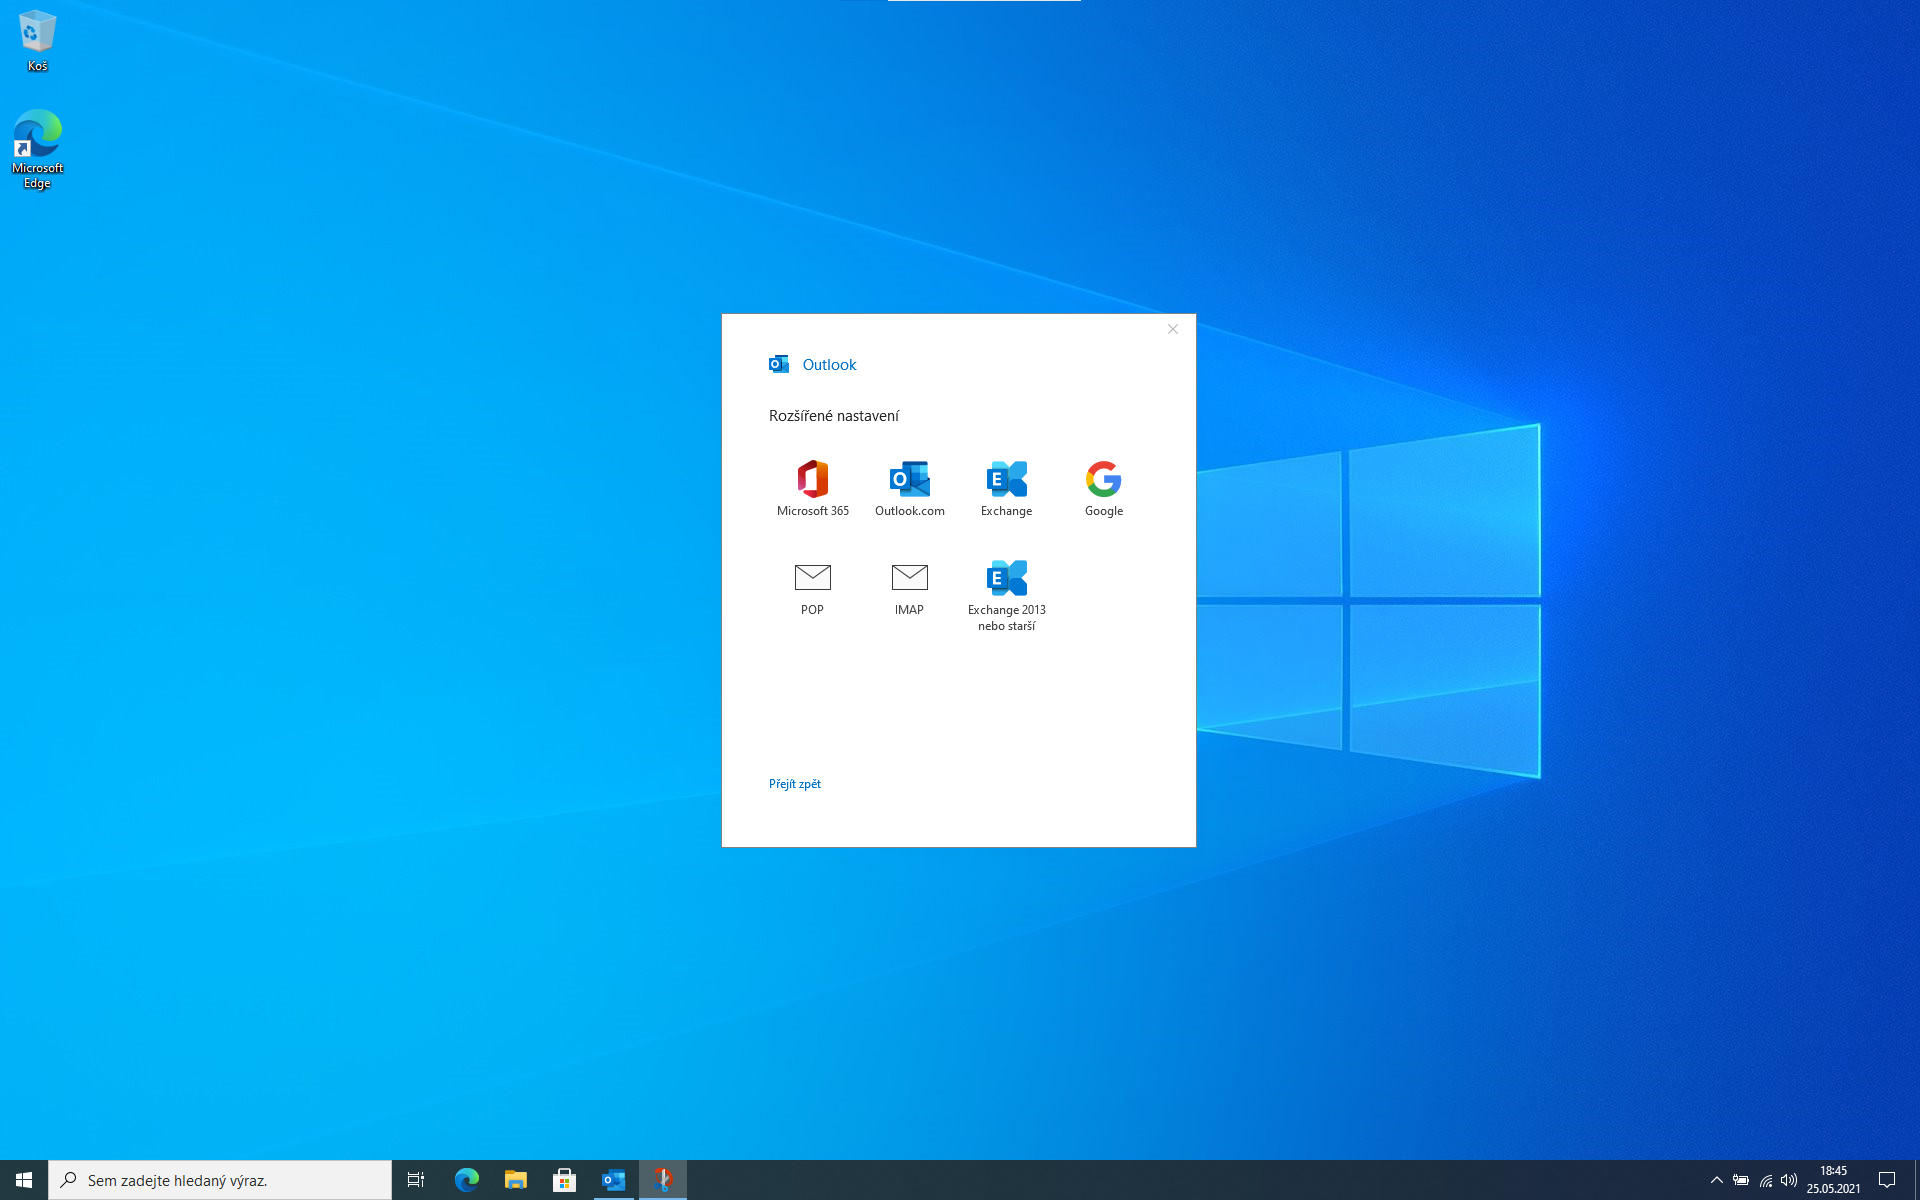 Koš
Microsoft
Edge
Outlook
Rozšířené nastavení
Microsoft 365
Outlook.com
Exchange
Google
POP
IMAP
Exchange 2013
nebo starší
Přejít zpět
Sem zadejte hledaný výraz.
18:45
25.05.2021